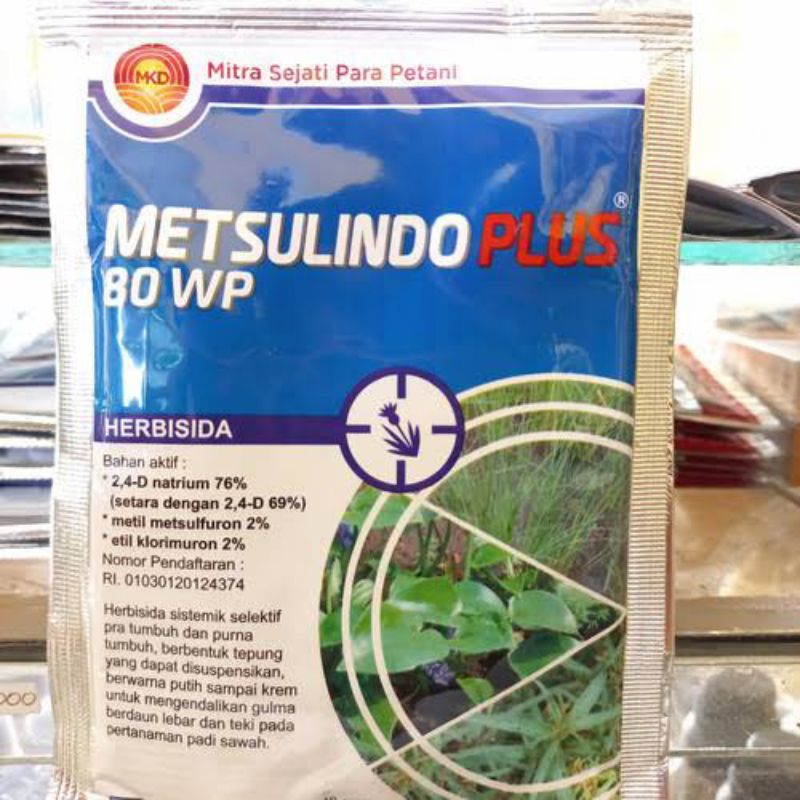 MKD
Mitra Sejati Para Petani
METSULINDO PLUS®
80 WP
HERBISIDA
Bahan aktif :
* 2,4-D natrium 76%
(setara dengan 2,4-D 69%)
* metil metsulfuron 2%
* etil klorimuron 2%
Nomor Pendaftaran :
RI. 01030120124374
Herbisida sistemik selektif
pra tumbuh dan purna
tumbuh, berbentuk tepung
yang dapat disuspensikan,
berwarna putih sampai krem
untuk mengendalikan gulma
berdaun lebar dan teki pada
pertanaman padi sawah.